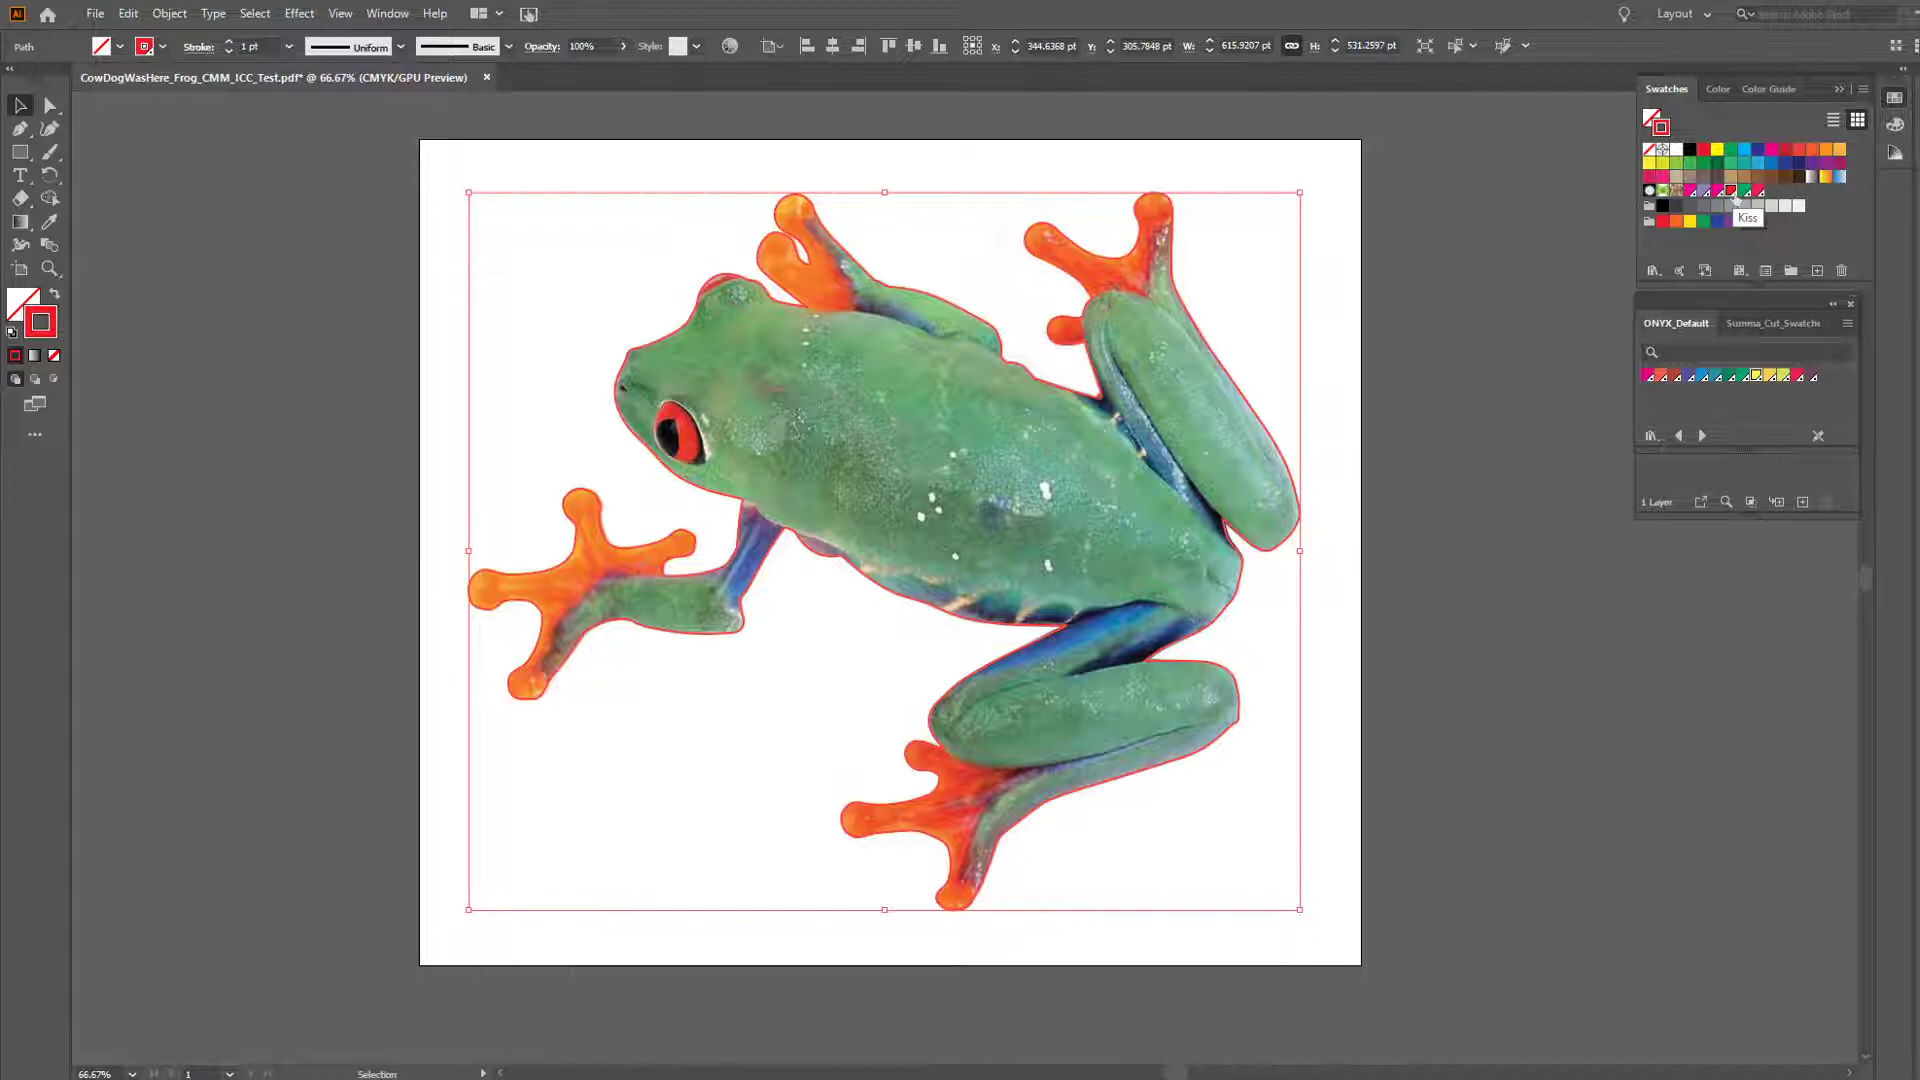 Ai File Edit Object Type Select Effect View Window Help Layout
Path Stroke: 1 pt Uniform Basic Opacity: 100% Style: X: 344.6368 pt Y: 305.7848 pt W: 615.9207 pt H: 531.2597 pt
CowDogWasHere_Frog_CMM_ICC_Test.pdf* @ 66.67% (CMYK/GPU Preview) ×
Swatches Color Color Guide
Kiss
ONYX_Default Summa_Cut_Swatche
1 Layer
66.67% 1 Selection